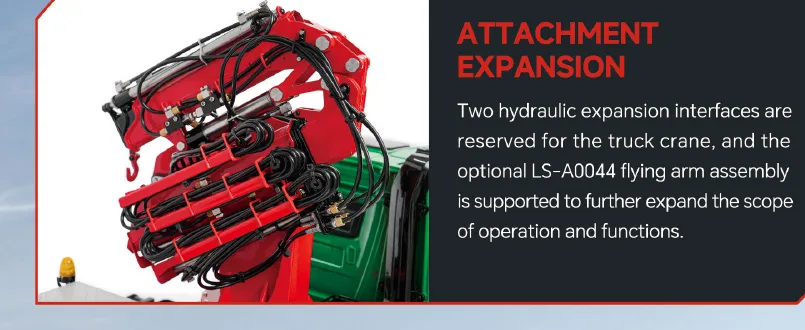 ATTACHMENT
EXPANSION
Two hydraulic expansion interfaces are
reserved for the truck crane, and the
optional LS-A0044 flying arm assembly
is supported to further expand the scope
of operation and functions.